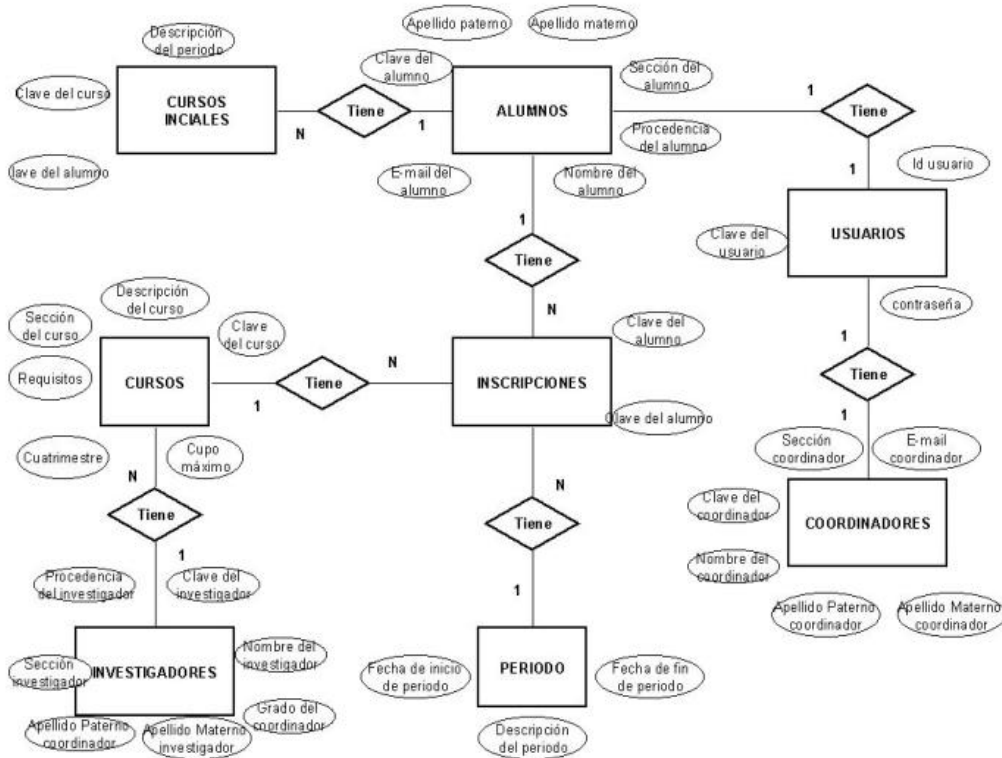 Apellido paterno
Apellido materno
Descripción
del periodo
Clave del
alumno
Sección del
alumno
Clave del curso
CURSOS
INCIALES
Tiene
N
1
ALUMNOS
1
Tiene
Procedencia
del alumno
lave del alumno
E-mail del
alumno
Nombre del
alumno
1
Id usuario
1
Clave del
usuario
USUARIOS
Tiene
Descripción
del curso
N
contraseña
Sección
del curso
Clave
del curso
Clave del
alumno
1
Requisitos
CURSOS
1
Tiene
N
INSCRIPCIONES
Tiene
Clave del alumno
1
Cuatrimestre
Cupo
máximo
Sección
coordinador
E-mail
coordinador
N
N
Tiene
Tiene
Clave del
coordinador
COORDINADORES
1
Nombre del
coordinador
Procedencia
del investigador
Clave del
investigador
1
Apellido Paterno
coordinador
Apellido Materno
coordinador
Sección
investigador
INVESTIGADORES
Nombre del
investigador
Fecha de inicio
de periodo
PERIODO
Fecha de fin
de periodo
Apellido Paterno
coordinador
Apellido Materno
investigador
Grado del
coordinador
Descripción
del periodo